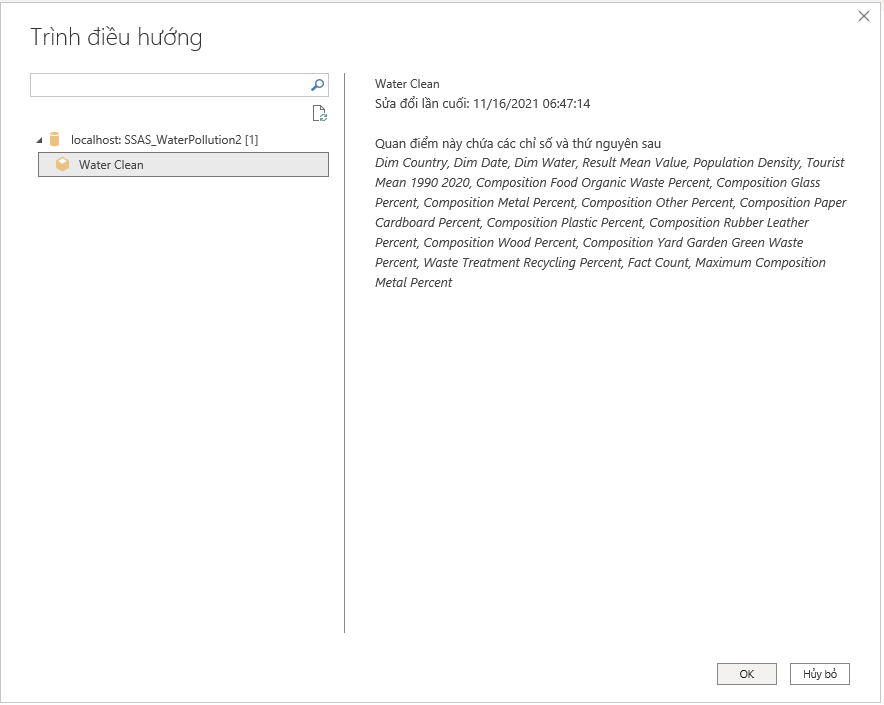 Trình điều hướng
localhost: SSAS_WaterPollution2 [1]
Water Clean
Water Clean
Sửa đổi lần cuối: 11/16/2021 06:47:14
Quan điểm này chứa các chỉ số và thứ nguyên sau
Dim Country, Dim Date, Dim Water, Result Mean Value, Population Density, Tourist
Mean 1990 2020, Composition Food Organic Waste Percent, Composition Glass
Percent, Composition Metal Percent, Composition Other Percent, Composition Paper
Cardboard Percent, Composition Plastic Percent, Composition Rubber Leather
Percent, Composition Wood Percent, Composition Yard Garden Green Waste
Percent, Waste Treatment Recycling Percent, Fact Count, Maximum Composition
Metal Percent
OK
Hủy bỏ